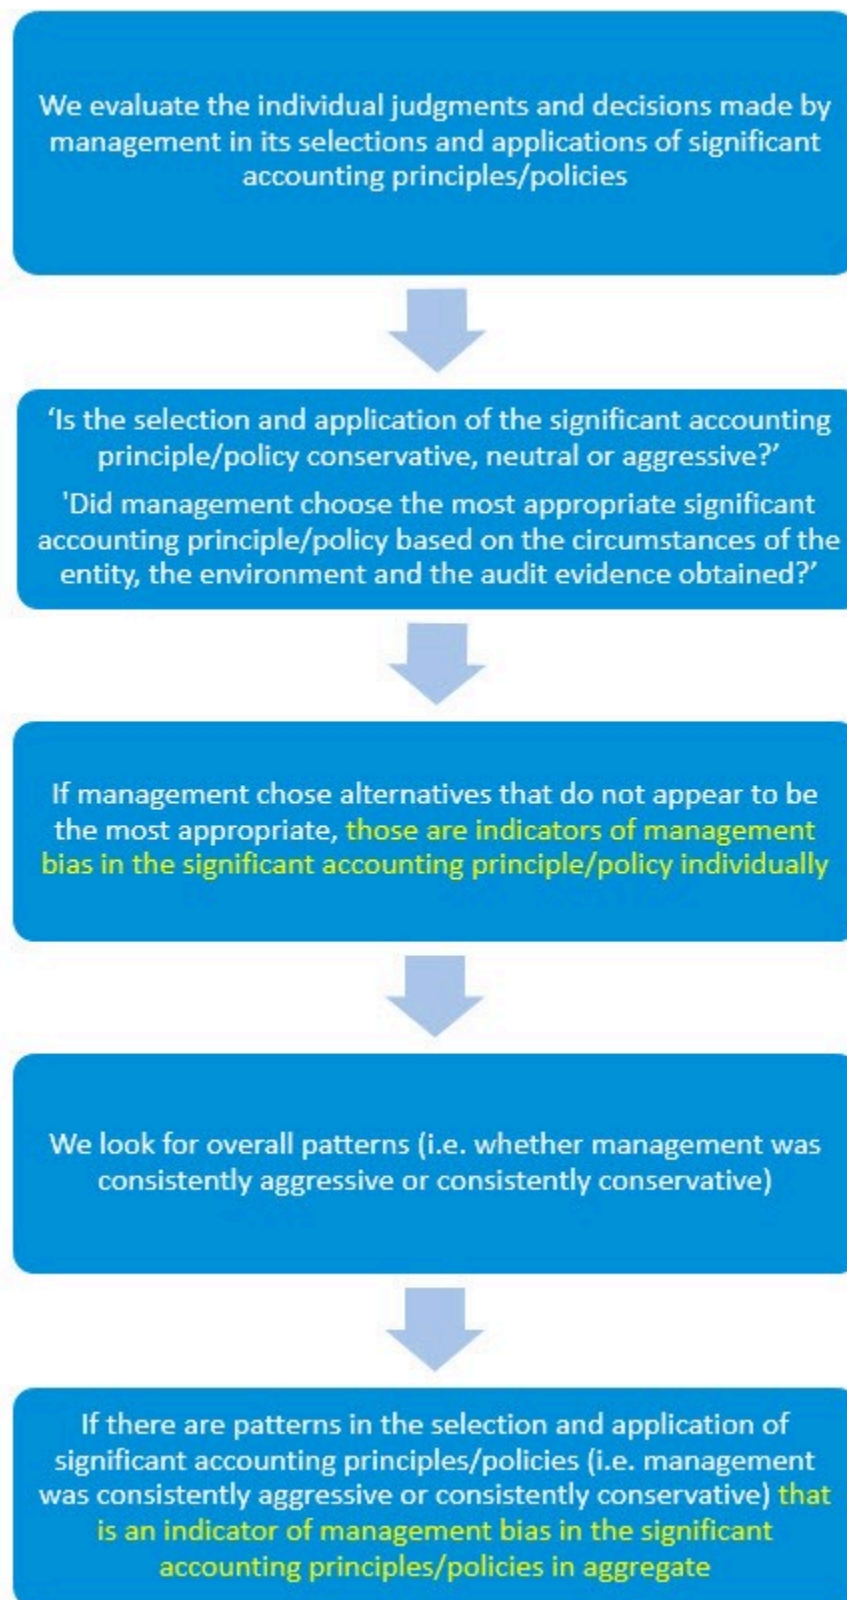 We evaluate the individual judgments and decisions made by
management in its selections and applications of significant
accounting principles/policies
‘Is the selection and application of the significant accounting
principle/policy conservative, neutral or aggressive?’
'Did management choose the most appropriate significant
accounting principle/policy based on the circumstances of the
entity, the environment and the audit evidence obtained?’
If management chose alternatives that do not appear to be
the most appropriate, those are indicators of management
bias in the significant accounting principle/policy individually
We look for overall patterns (i.e. whether management was
consistently aggressive or consistently conservative)
If there are patterns in the selection and application of
significant accounting principles/policies (i.e. management
was consistently aggressive or consistently conservative) that
is an indicator of management bias in the significant
accounting principles/policies in aggregate